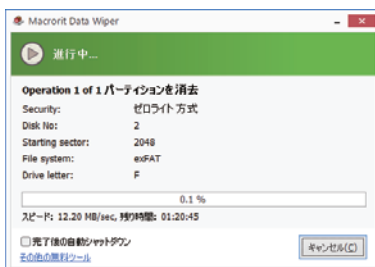 Macrorit Data Wiper
進行中...
Operation 1 of 1 パーティションを消去
Security: ゼロライト 方式
Disk No: 2
Starting sector: 2048
File system: exFAT
Drive letter: F
0.1 %
スピード: 12.20 MB/sec, 残り時間: 01:20:45
完了後の自動シャットダウン
キャンセル(C)
その他の無料ツール